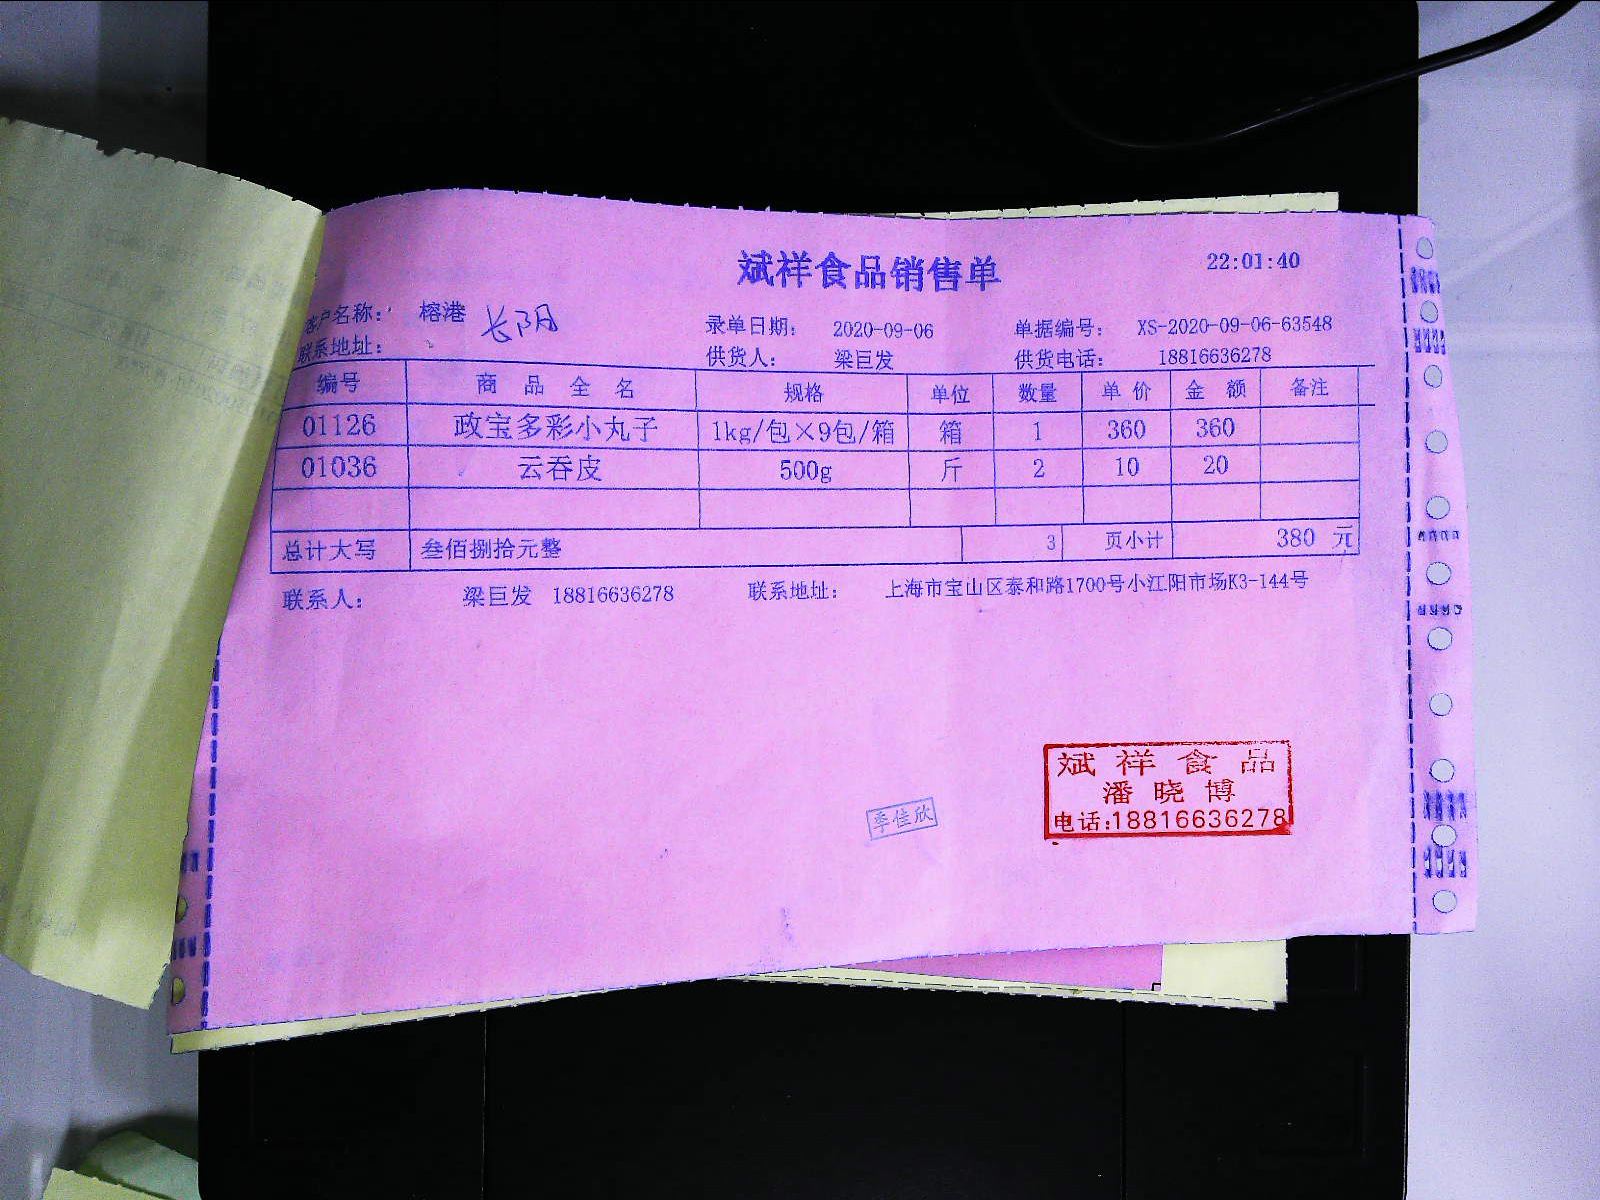 斌祥食品销售单 22:01:40
客户名称： 榕港 长阳 录单日期： 2020-09-06 单据编号： XS-2020-09-06-63548
联系地址： 供货人： 梁巨发 供货电话： 18816636278
编号 商品全名 规格 单位 数量 单价 金额 备注
01126 政宝多彩小丸子 1kg/包×9包/箱 箱 1 360 360
01036 云吞皮 500g 斤 2 10 20
总计大写 叁佰捌拾元整 3 页小计 380 元
联系人： 梁巨发 18816636278 联系地址： 上海市宝山区泰和路1700号小江阳市场K3-144号
斌祥食品
潘晓博
电话:18816636278
季佳欣